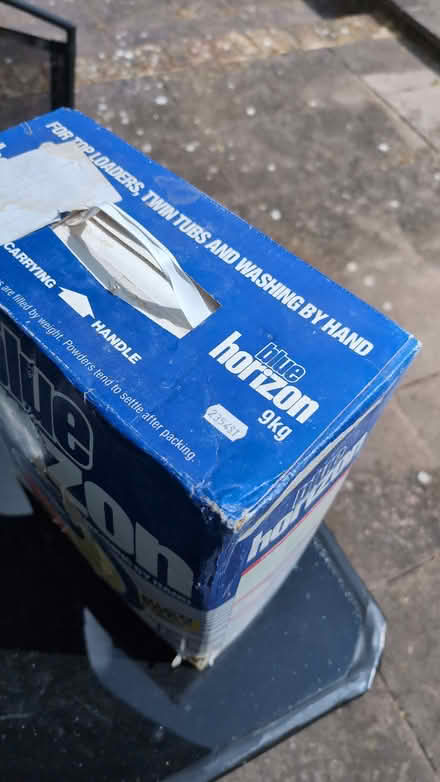 FOR TOP LOADERS, TWIN TUBS AND WASHING BY HAND
CARRYING
HANDLE
are filled by weight. Powders tend to settle after packing.
blue
horizon
9kg
235451
blue
horizon